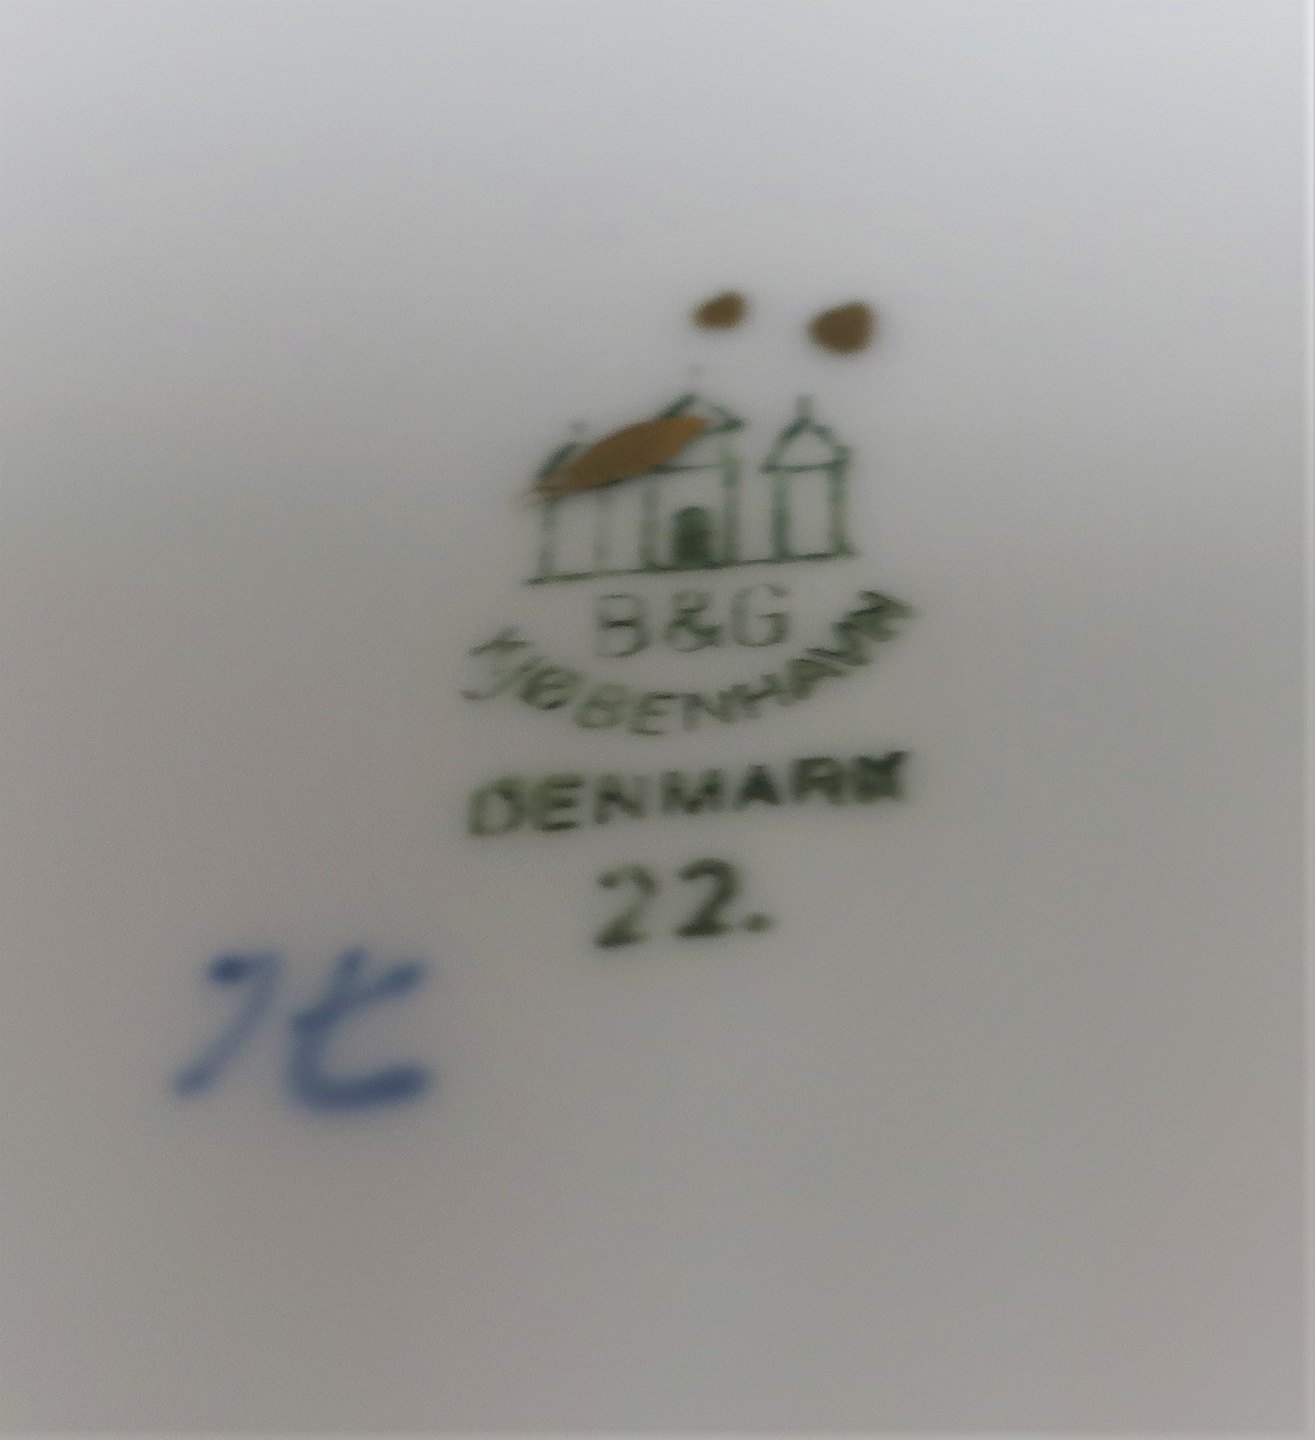 B&G
KJØBENHAVN
DENMARK
22.